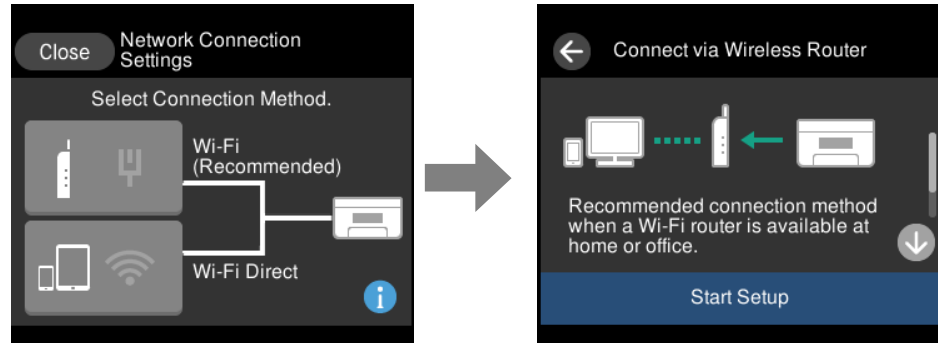 Close
Network Connection
Settings
Select Connection Method.
Wi-Fi
(Recommended)
Wi-Fi Direct
i
Connect via Wireless Router
Recommended connection method
when a Wi-Fi router is available at
home or office.
Start Setup